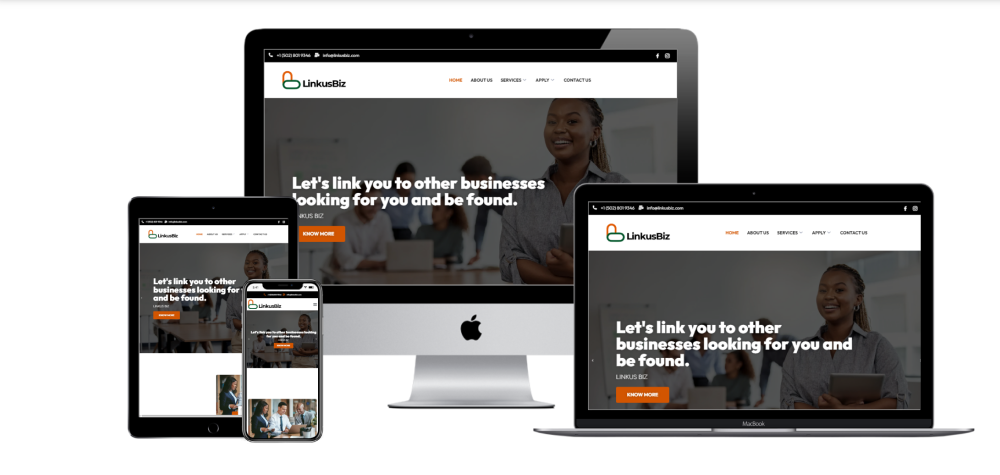 +1 (502) 801 9346 info@linkusbiz.com
LinkusBiz
HOME ABOUT US SERVICES APPLY CONTACT US
Let's link you to other businesses
looking for you and be found.
LINKUS BIZ
KNOW MORE
LinkusBiz
HOME ABOUT US SERVICES APPLY CONTACT US
Let's link you to other
businesses looking for
and be found.
LINKUS BIZ
KNOW MORE
LinkusBiz
Let's link you to other businesses looking
for you and be found.
KNOW MORE
+1 (502) 801 9346 info@linkusbiz.com
LinkusBiz
HOME ABOUT US SERVICES APPLY CONTACT US
Let's link you to other
businesses looking for you and
be found.
LINKUS BIZ
KNOW MORE
MacBook